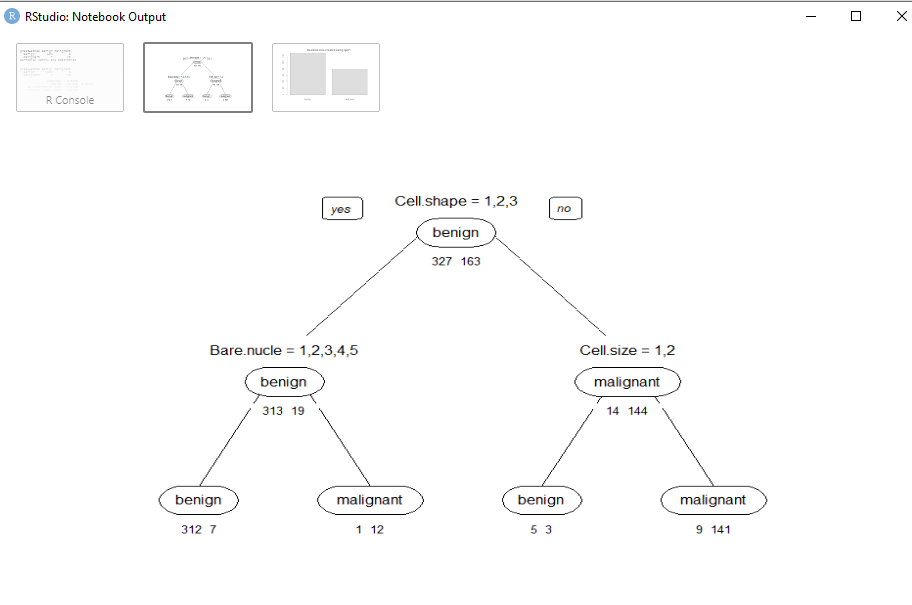 R RStudio: Notebook Output
R Console
yes Cell.shape = 1,2,3 no
benign
327 163
Bare.nucle = 1,2,3,4,5 Cell.size = 1,2
benign malignant
313 19 14 144
benign malignant benign malignant
312 7 1 12 5 3 9 141